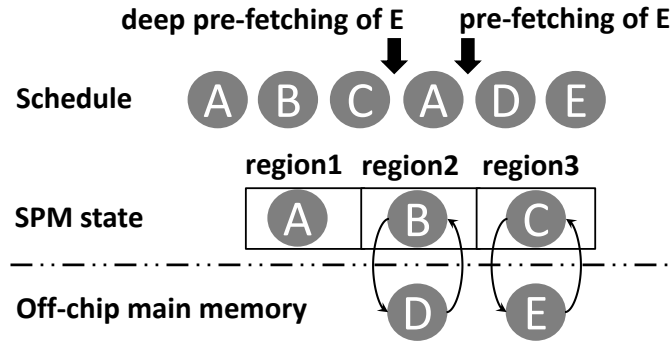 deep pre-fetching of E pre-fetching of E
Schedule A B C A D E
region1 region2 region3
SPM state A B C
Off-chip main memory D E